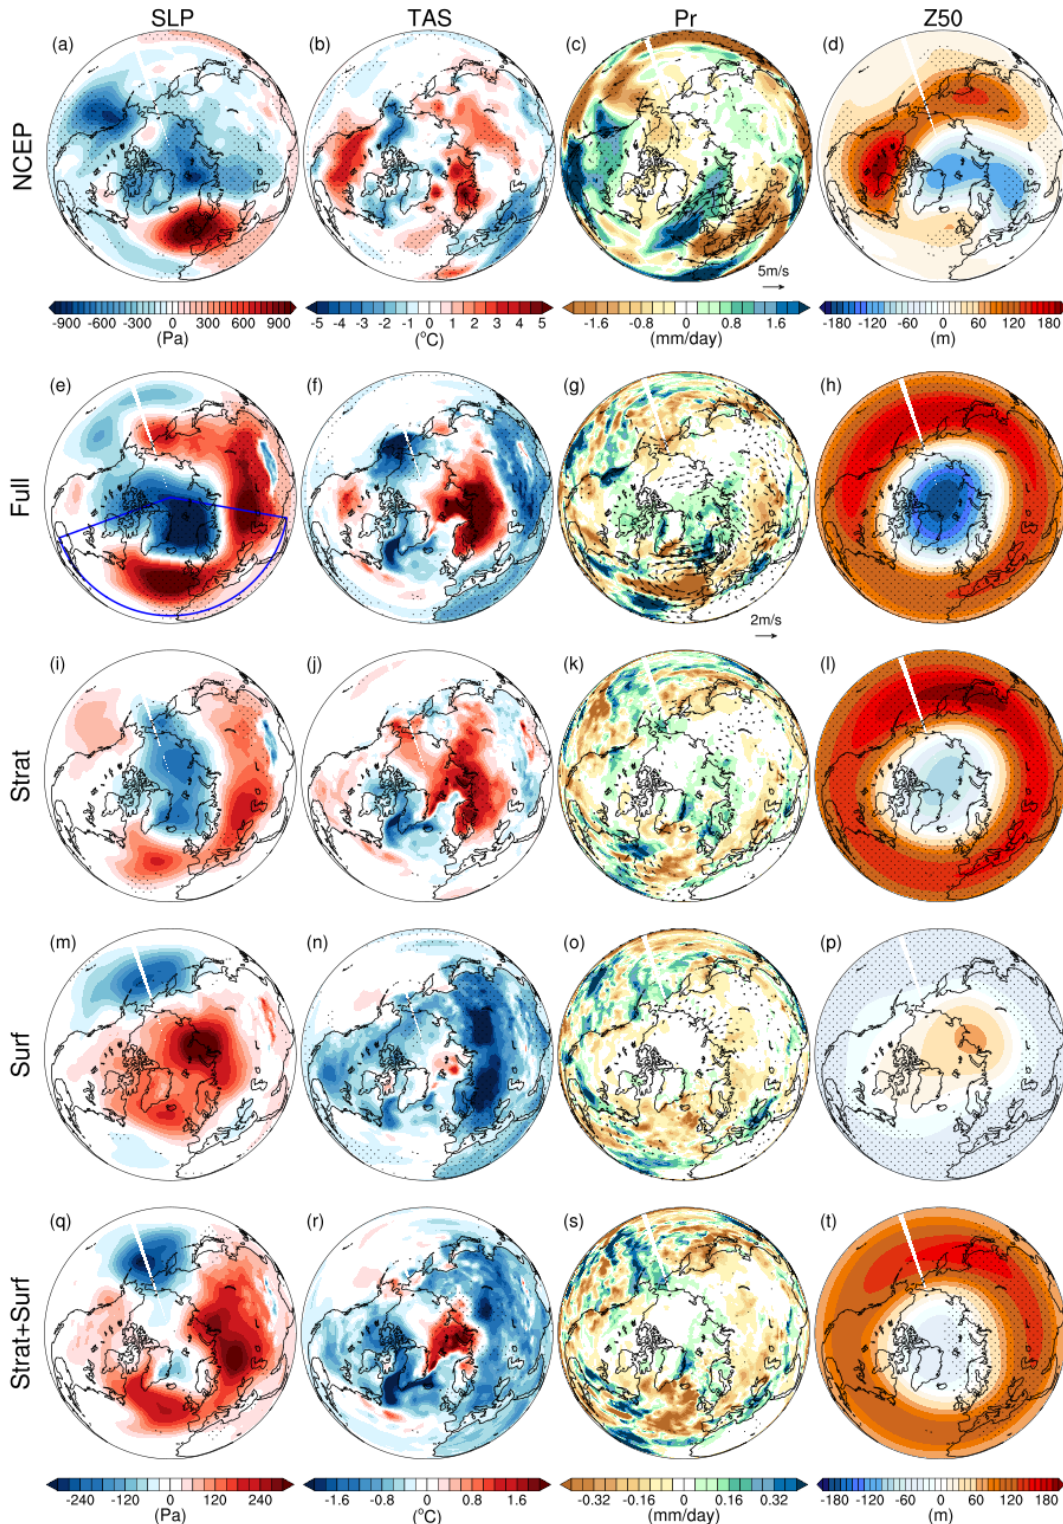 SLP TAS Pr Z50
NCEP
(a) (b) (c) (d)
5m/s
-900 -600 -300 0 300 600 900
(Pa)
-5 -4 -3 -2 -1 0 1 2 3 4 5
(°C)
-1.6 -0.8 0 0.8 1.6
(mm/day)
-180 -120 -60 0 60 120 180
(m)
Full
(e) (f) (g) (h)
2m/s
Strat
(i) (j) (k) (l)
Surf
(m) (n) (o) (p)
Strat+Surf
(q) (r) (s) (t)
-240 -120 0 120 240
(Pa)
-1.6 -0.8 0 0.8 1.6
(°C)
-0.32 -0.16 0 0.16 0.32
(mm/day)
-180 -120 -60 0 60 120 180
(m)